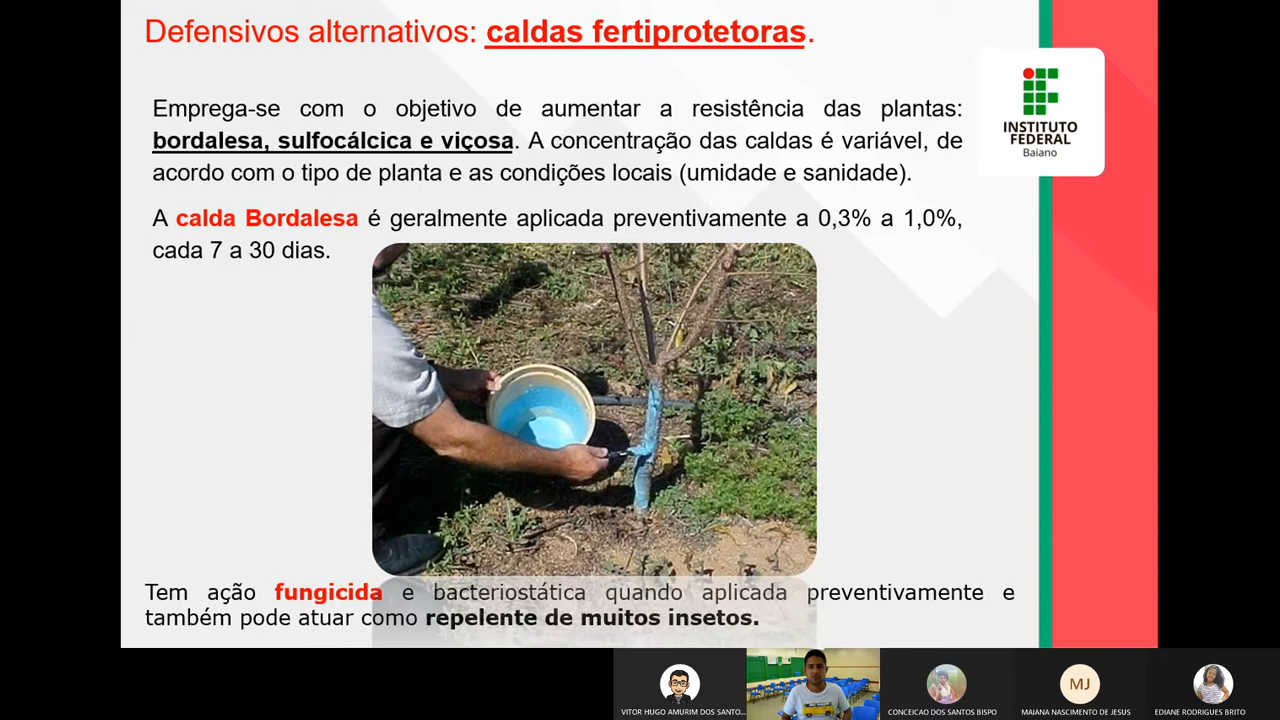 Defensivos alternativos: caldas fertiprotetoras.
Emprega-se com o objetivo de aumentar a resistência das plantas:
bordalesa, sulfocálcica e viçosa. A concentração das caldas é variável, de
acordo com o tipo de planta e as condições locais (umidade e sanidade).
INSTITUTO
FEDERAL
Baiano
A calda Bordalesa é geralmente aplicada preventivamente a 0,3% a 1,0%,
cada 7 a 30 dias.
Tem ação fungicida e bacteriostática quando aplicada preventivamente e
também pode atuar como repelente de muitos insetos.
MJ
VITOR HUGO AMURIM DOS SANTO...
CONCEICAO DOS SANTOS BISPO
MAIANA NASCIMENTO DE JESUS
EDIANE RODRIGUES BRITO